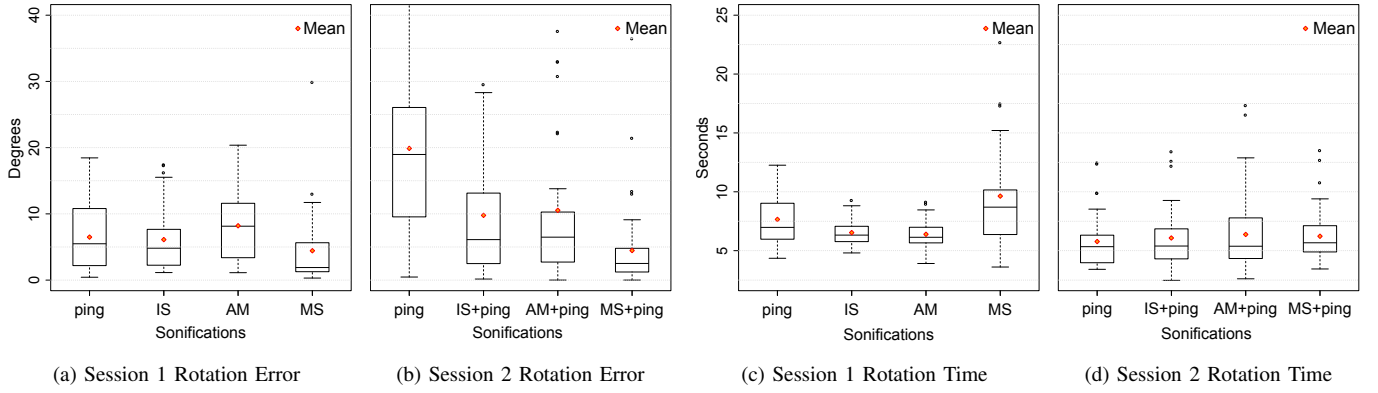 Mean
Mean
Mean
Mean
Degrees
0
10
20
30
40
ping IS AM MS
Sonifications
ping IS+ping AM+ping MS+ping
Sonifications
Seconds
5
10
15
20
25
ping IS AM MS
Sonifications
ping IS+ping AM+ping MS+ping
Sonifications
(a) Session 1 Rotation Error
(b) Session 2 Rotation Error
(c) Session 1 Rotation Time
(d) Session 2 Rotation Time